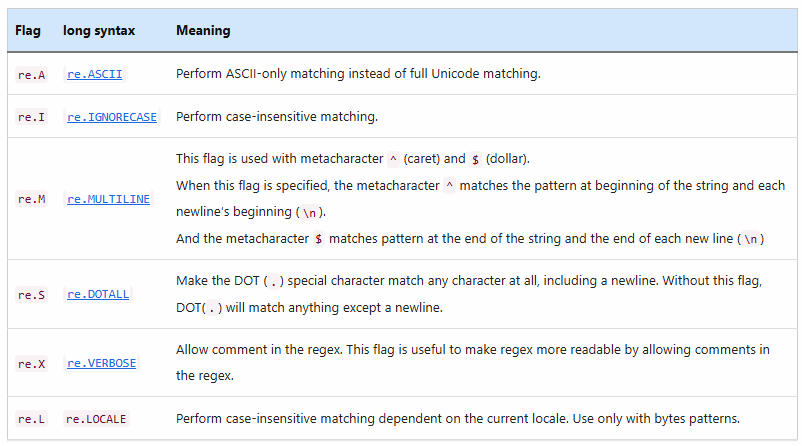 Flag long syntax Meaning
re.A re.ASCII Perform ASCII-only matching instead of full Unicode matching.
re.I re.IGNORECASE Perform case-insensitive matching.
This flag is used with metacharacter ^ (caret) and $ (dollar).
When this flag is specified, the metacharacter ^ matches the pattern at beginning of the string and each
re.M re.MULTILINE
newline's beginning (\n).
And the metacharacter $ matches pattern at the end of the string and the end of each new line (\n)
Make the DOT (.) special character match any character at all, including a newline. Without this flag,
re.S re.DOTALL
DOT(.) will match anything except a newline.
Allow comment in the regex. This flag is useful to make regex more readable by allowing comments in
re.X re.VERBOSE
the regex.
re.L re.LOCALE Perform case-insensitive matching dependent on the current locale. Use only with bytes patterns.